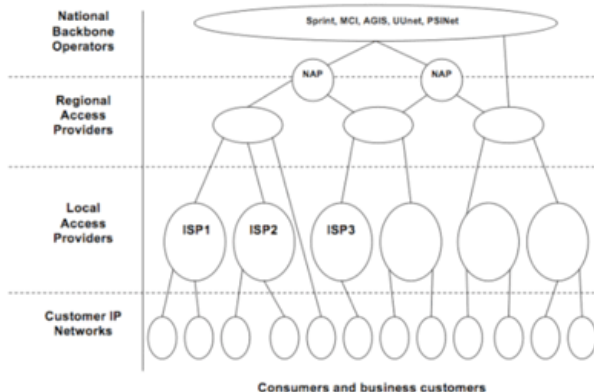 National
Backbone
Operators
Sprint, MCI, AGIS, UUnet, PSINet
NAP
NAP
Regional
Access
Providers
Local
Access
Providers
ISP1
ISP2
ISP3
Customer IP
Networks
Consumers and business customers